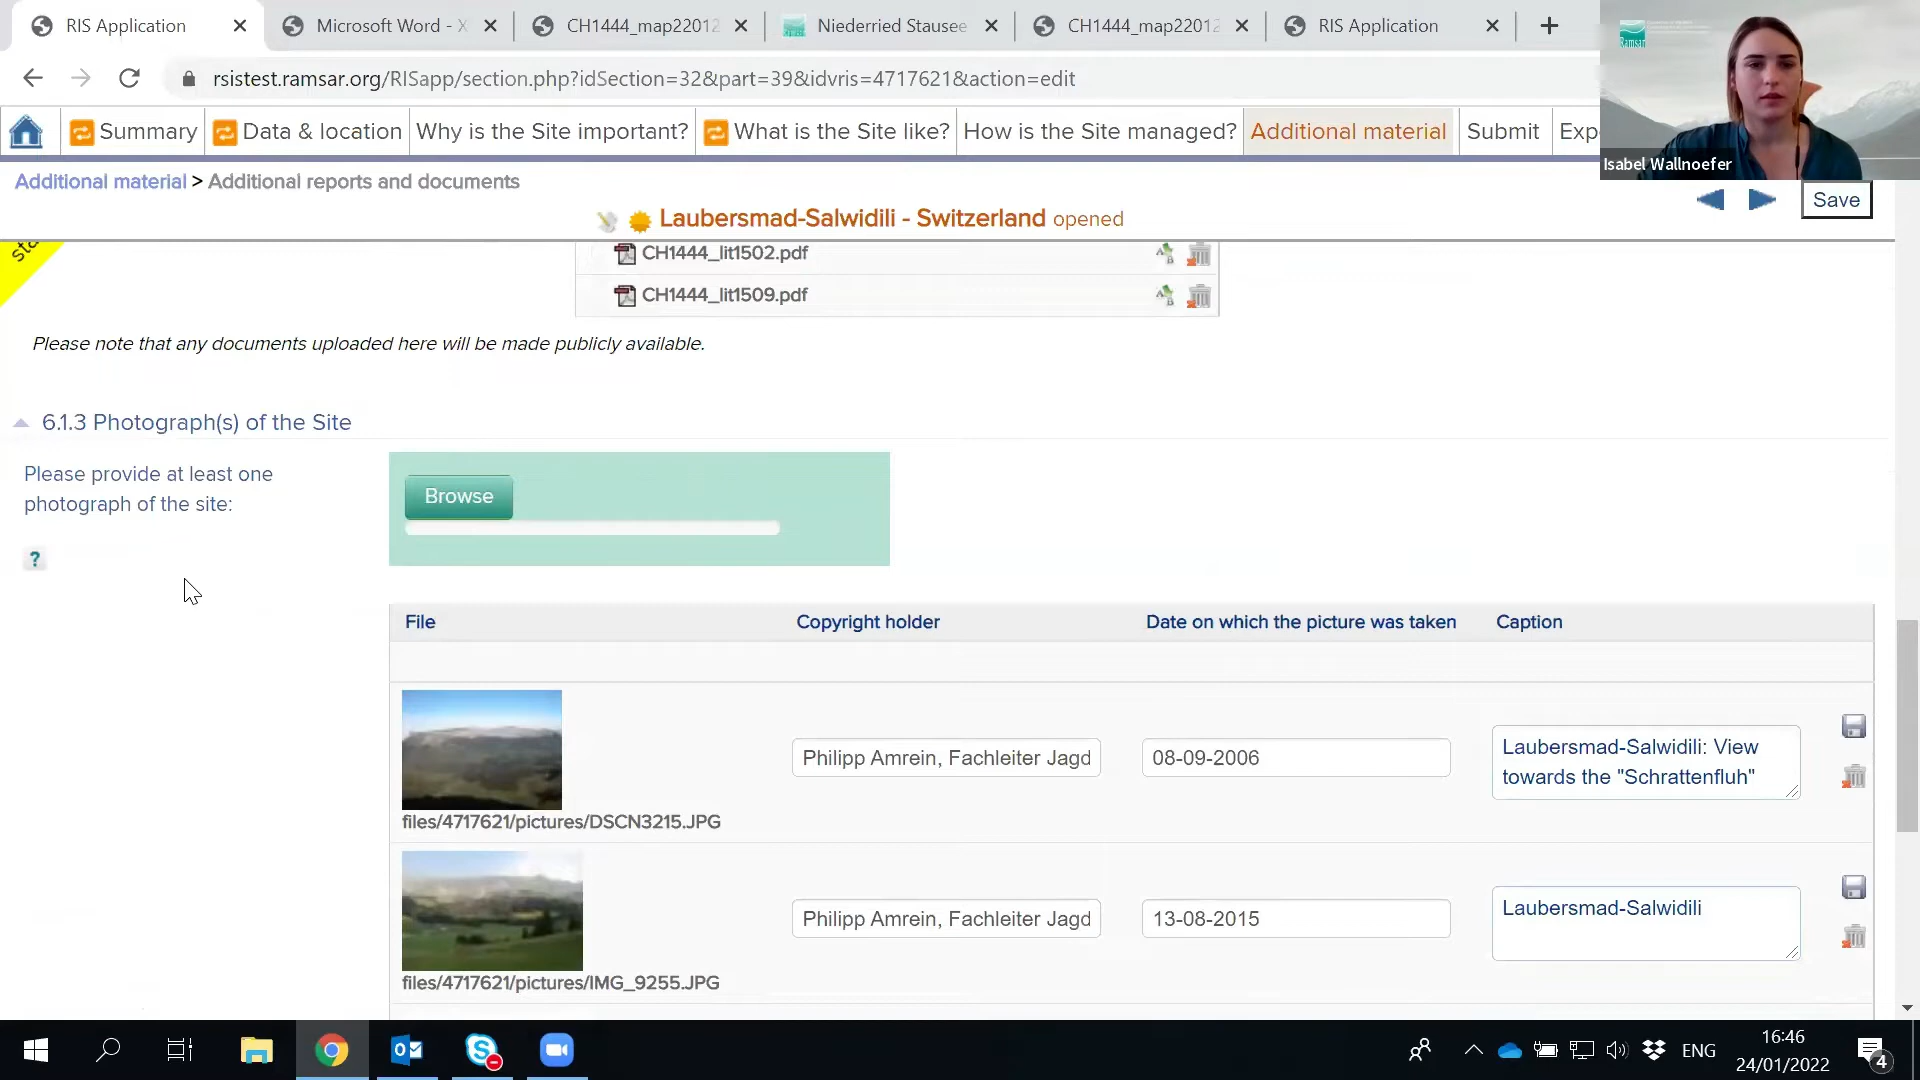 RIS Application
Microsoft Word - X
CH1444_map22012
Niederried Stausee
CH1444_map22012
RIS Application
Ramsar
rsistest.ramsar.org/RISapp/section.php?idSection=32&part=39&idvris=4717621&action=edit
Summary
Data & location
Why is the Site important?
What is the Site like?
How is the Site managed?
Additional material
Submit
Exp
Isabel Wallnoefer
Additional material > Additional reports and documents
Save
Laubersmad-Salwidili - Switzerland opened
CH1444_lit1502.pdf
CH1444_lit1509.pdf
Please note that any documents uploaded here will be made publicly available.
6.1.3 Photograph(s) of the Site
Please provide at least one
photograph of the site:
Browse
?
File
Copyright holder
Date on which the picture was taken
Caption
Philipp Amrein, Fachleiter Jagd
08-09-2006
Laubersmad-Salwidili: View
towards the "Schrattenfluh"
files/4717621/pictures/DSCN3215.JPG
Philipp Amrein, Fachleiter Jagd
13-08-2015
Laubersmad-Salwidili
files/4717621/pictures/IMG_9255.JPG
ENG
16:46
24/01/2022
4